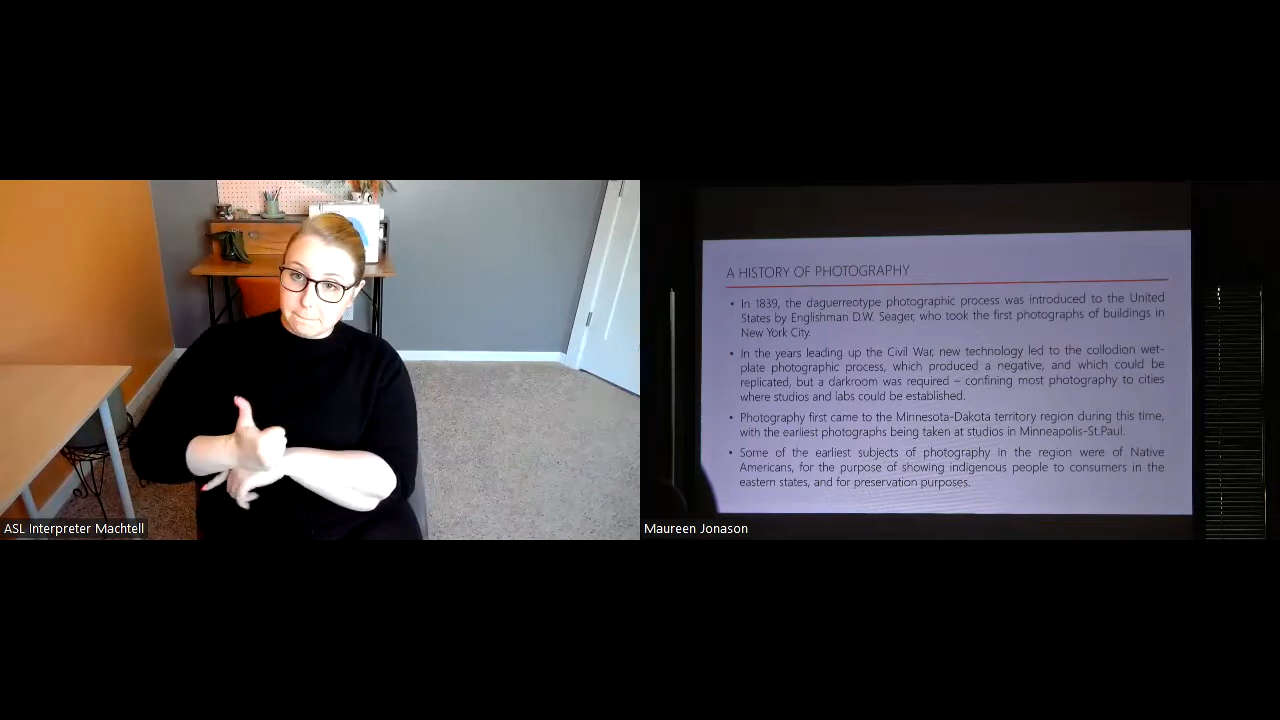 ASL Interpreter Machtell
A HISTORY OF PHOTOGRAPHY
• In 1839, the daguerreotype photographic process was introduced to the United
States by Englishman D.W. Seager, who took the first photographs of buildings in
New York City.
• In the years leading up the Civil War, new technology led to the collodion wet-
plate photographic process, which produced a negative, and which could be
replicated, but a darkroom was required – confining most photography to cities
where studios and labs could be established.
• Photography first came to the Minnesota-Dakota territory region during this time,
with the earliest photographs being taken at studios in Minneapolis-St.Paul.
• Some of the earliest subjects of photography in the region were of Native
Americans, for the purpose of showing indigenous people to consumers in the
eastern states, and for preservation purposes.
Maureen Jonason